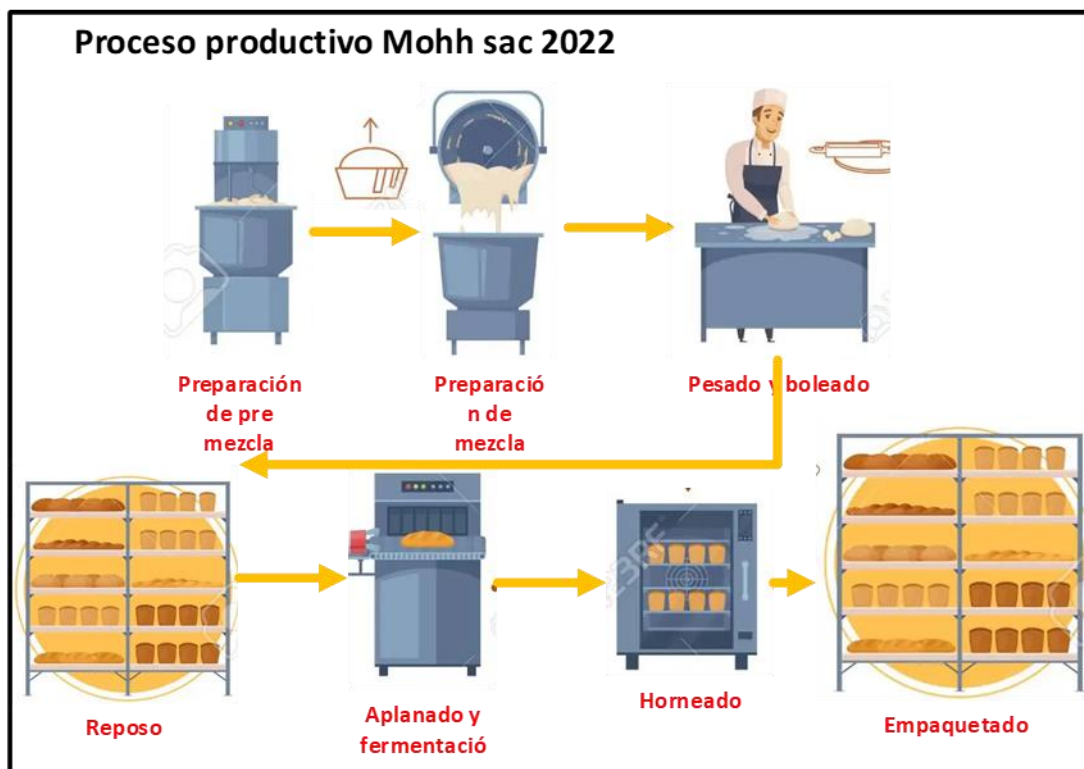 Proceso productivo Mohh sac 2022
Preparación
de pre
mezcla
Preparació
n de
mezcla
Pesado y boleado
Reposo
Aplanado y
fermentació
Horneado
Empaquetado